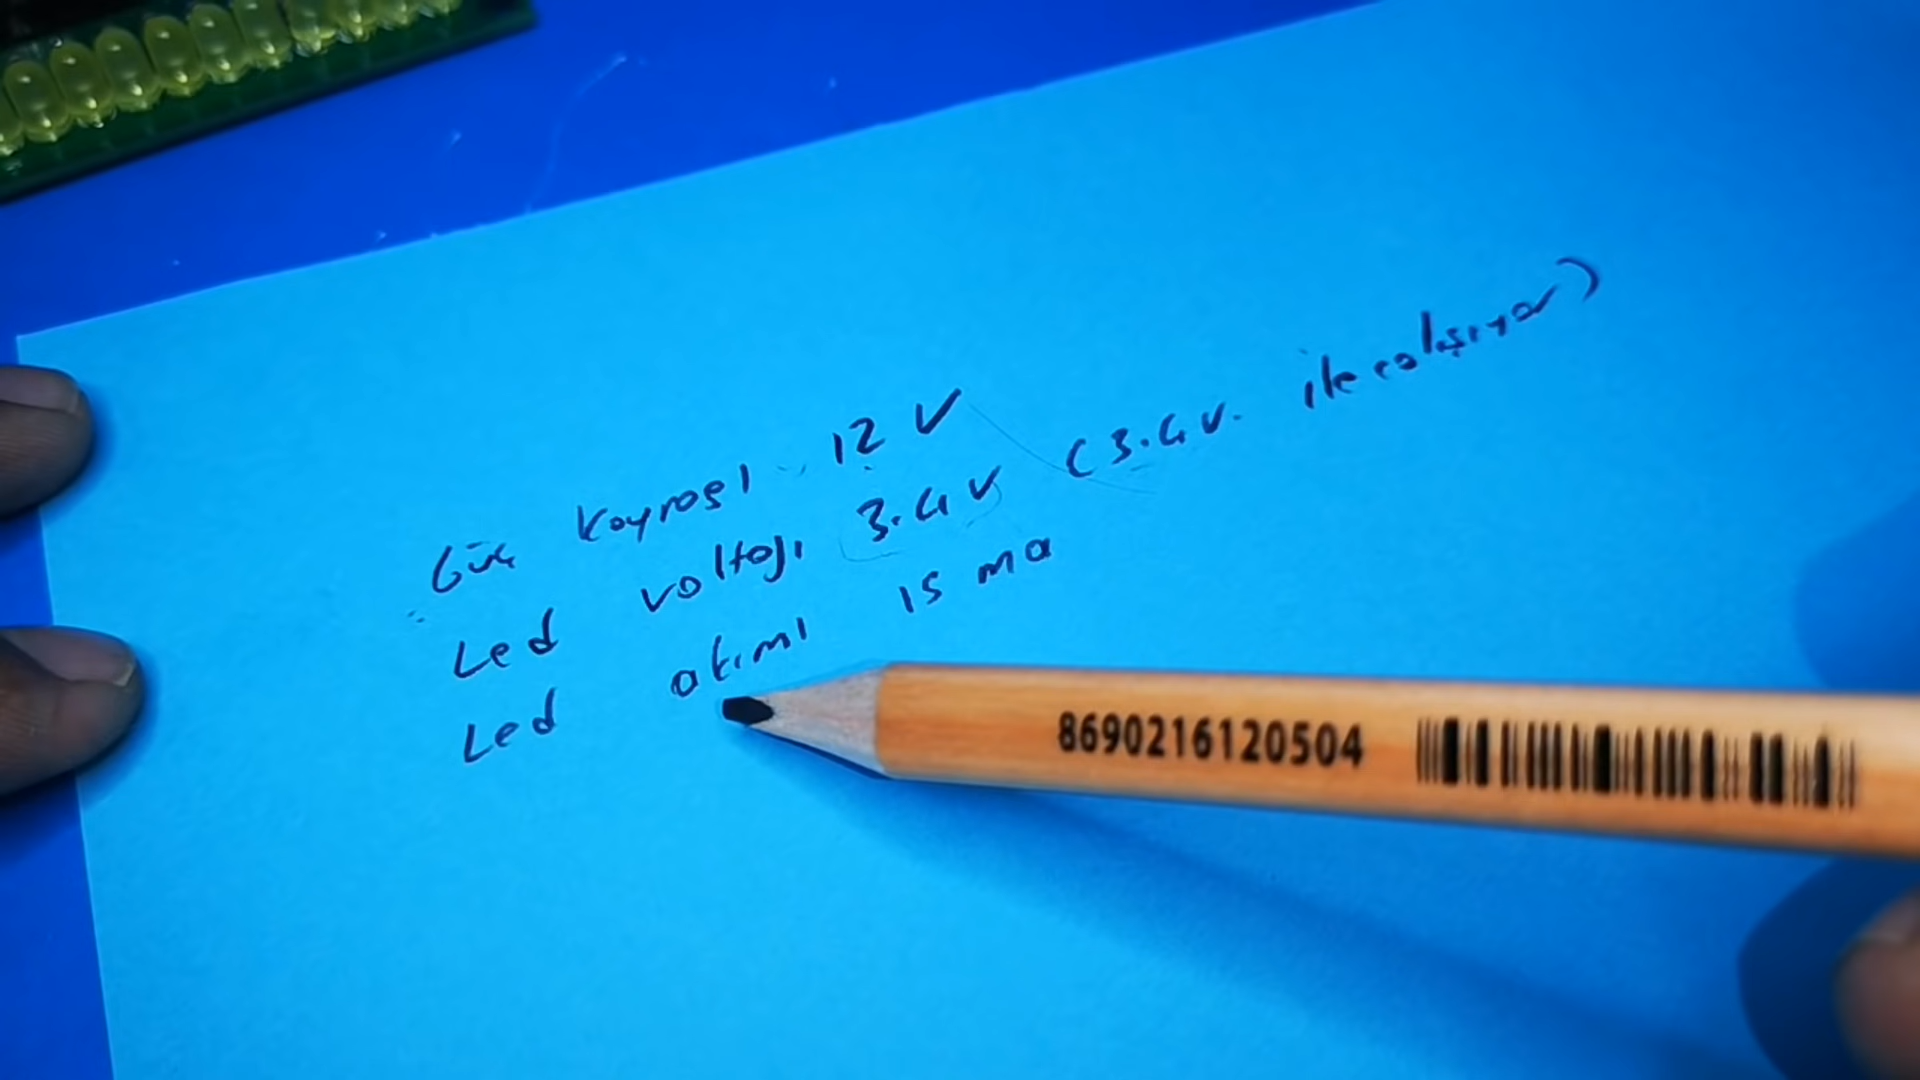 Güç kaynağı 12 V
Led voltajı 3.4 V (3.4 V. ile çalışıyor)
Led akımı 15 ma
8690216120504